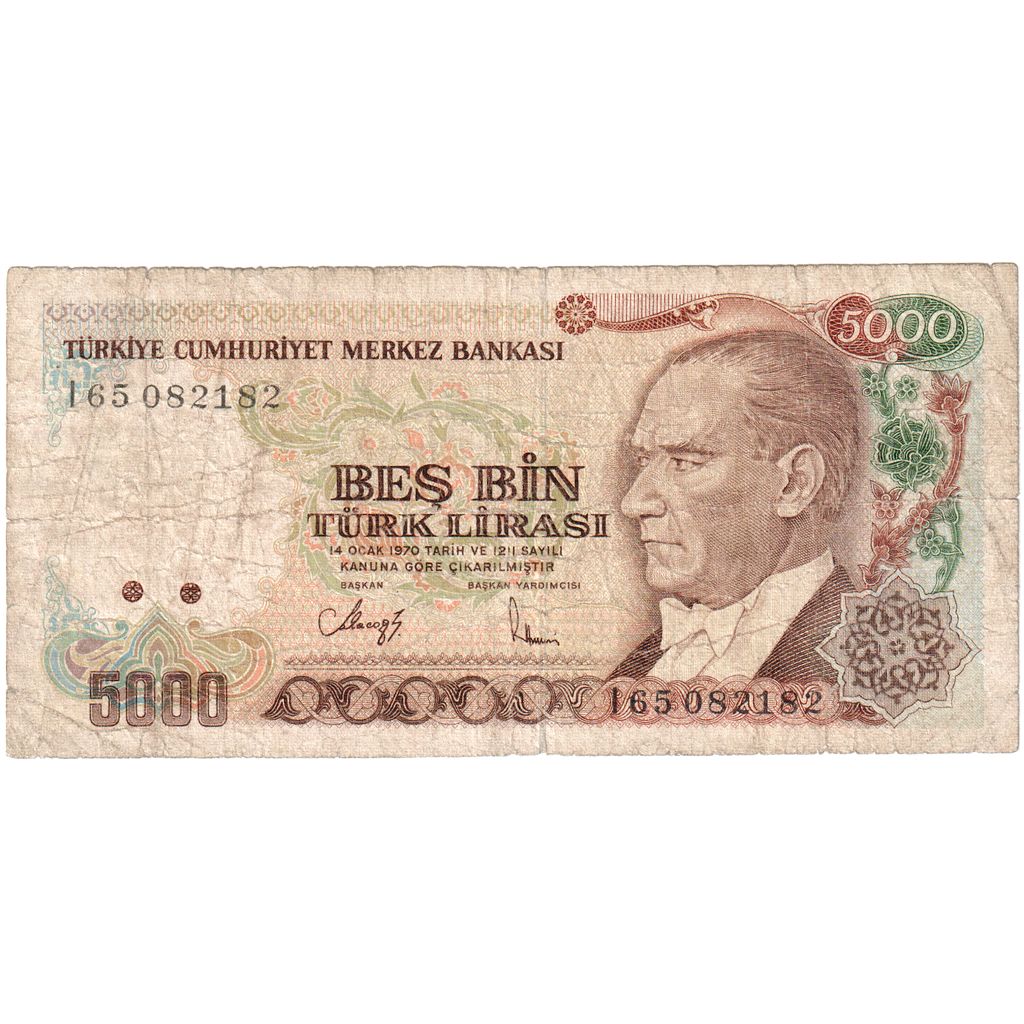 5000
TÜRKİYE CUMHURİYET MERKEZ BANKASI
I65 082182
BEŞ BİN
TÜRK LİRASI
14 OCAK 1970 TARİH VE 1211 SAYILI
KANUNA GÖRE ÇIKARILMIŞTIR
BAŞKAN BAŞKAN YARDIMCISI
5000
I65 082182